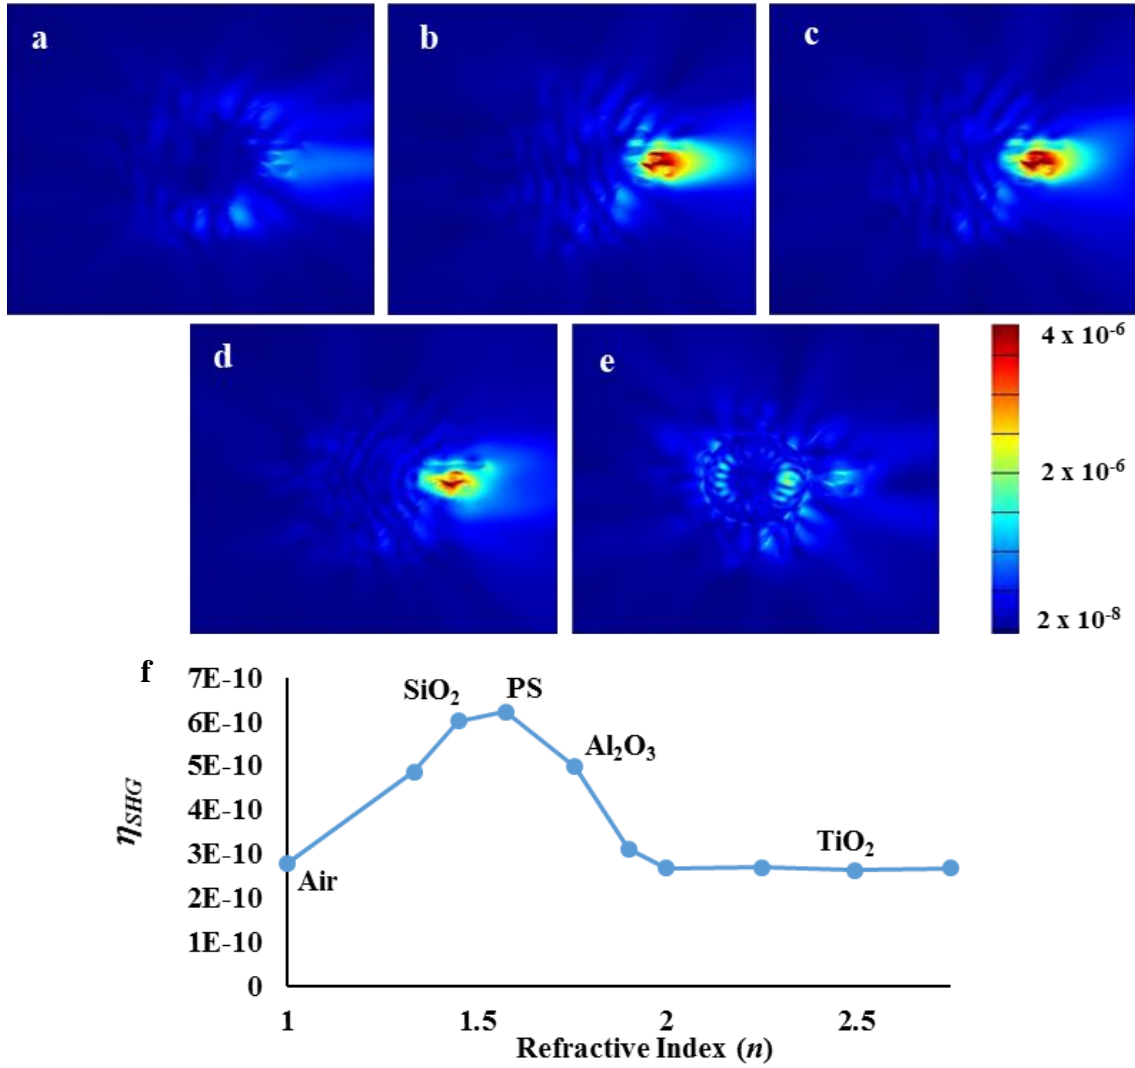 a
b
c
d
e
4 x 10⁻⁶
2 x 10⁻⁶
2 x 10⁻⁸
f
7E-10
6E-10
5E-10
4E-10
3E-10
2E-10
1E-10
0
η_SHG
SiO₂
PS
Al₂O₃
TiO₂
Air
1
1.5
2
2.5
Refractive Index (n)